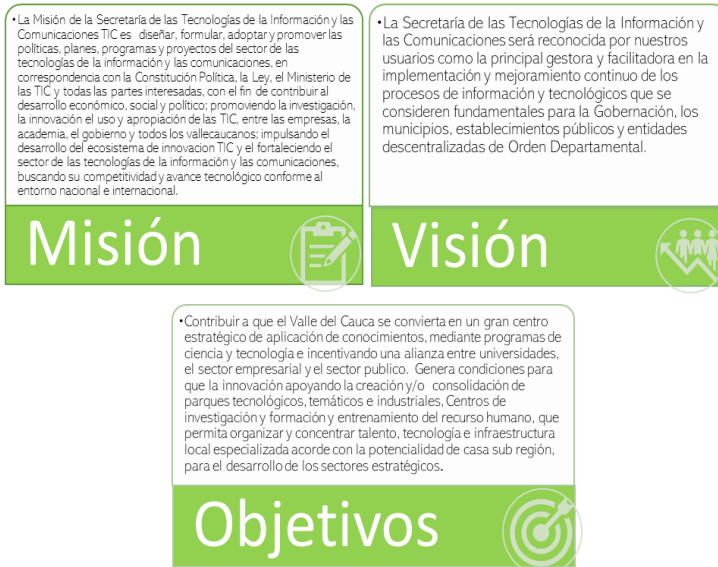 •La Misión de la Secretaría de las Tecnologías de la Información y las
Comunicaciones TIC es diseñar, formular, adoptar y promover las
políticas, planes, programas y proyectos del sector de las
tecnologías de la información y las comunicaciones, en
correspondencia con la Constitución Política, la Ley, el Ministerio de
las TIC y todas las partes interesadas, con el fin de contribuir al
desarrollo económico, social y político; promoviendo la investigación,
la innovación el uso y apropiación de las TIC, entre las empresas, la
academia, el gobierno y todos los vallecaucanos; impulsando el
desarrollo del ecosistema de innovacion TIC y el fortaleciendo el
sector de las tecnologías de la información y las comunicaciones,
buscando su competitividad y avance tecnológico conforme al
entorno nacional e internacional.
Misión
•La Secretaría de las Tecnologías de la Información y
las Comunicaciones será reconocida por nuestros
usuarios como la principal gestora y facilitadora en la
implementación y mejoramiento continuo de los
procesos de información y tecnológicos que se
consideren fundamentales para la Gobernación, los
municipios, establecimientos públicos y entidades
descentralizadas de Orden Departamental.
Visión
•Contribuir a que el Valle del Cauca se convierta en un gran centro
estratégico de aplicación de conocimientos, mediante programas de
ciencia y tecnología e incentivando una alianza entre universidades,
el sector empresarial y el sector publico. Genera condiciones para
que la innovación apoyando la creación y/o consolidación de
parques tecnológicos, temáticos e industriales, Centros de
investigación y formación y entrenamiento del recurso humano, que
permita organizar y concentrar talento, tecnología e infraestructura
local especializada acorde con la potencialidad de casa sub región,
para el desarrollo de los sectores estratégicos.
Objetivos